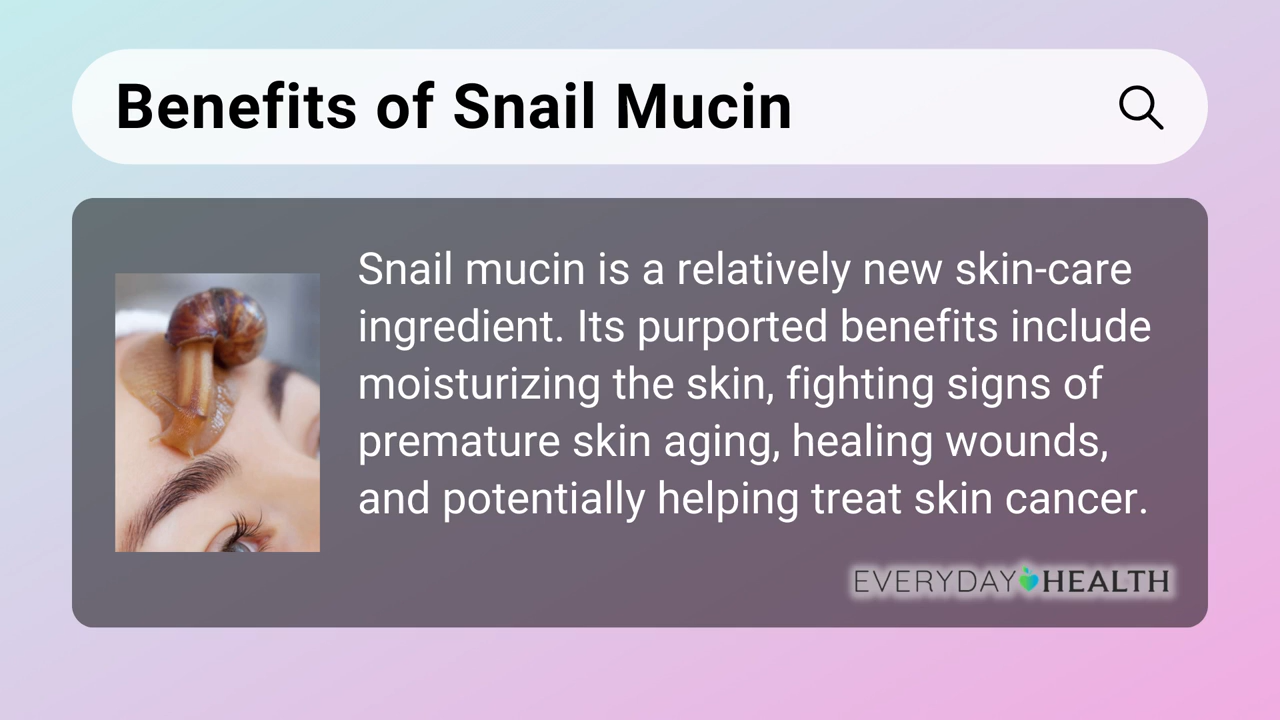 Benefits of Snail Mucin
Snail mucin is a relatively new skin-care
ingredient. Its purported benefits include
moisturizing the skin, fighting signs of
premature skin aging, healing wounds,
and potentially helping treat skin cancer.
EVERYDAY HEALTH